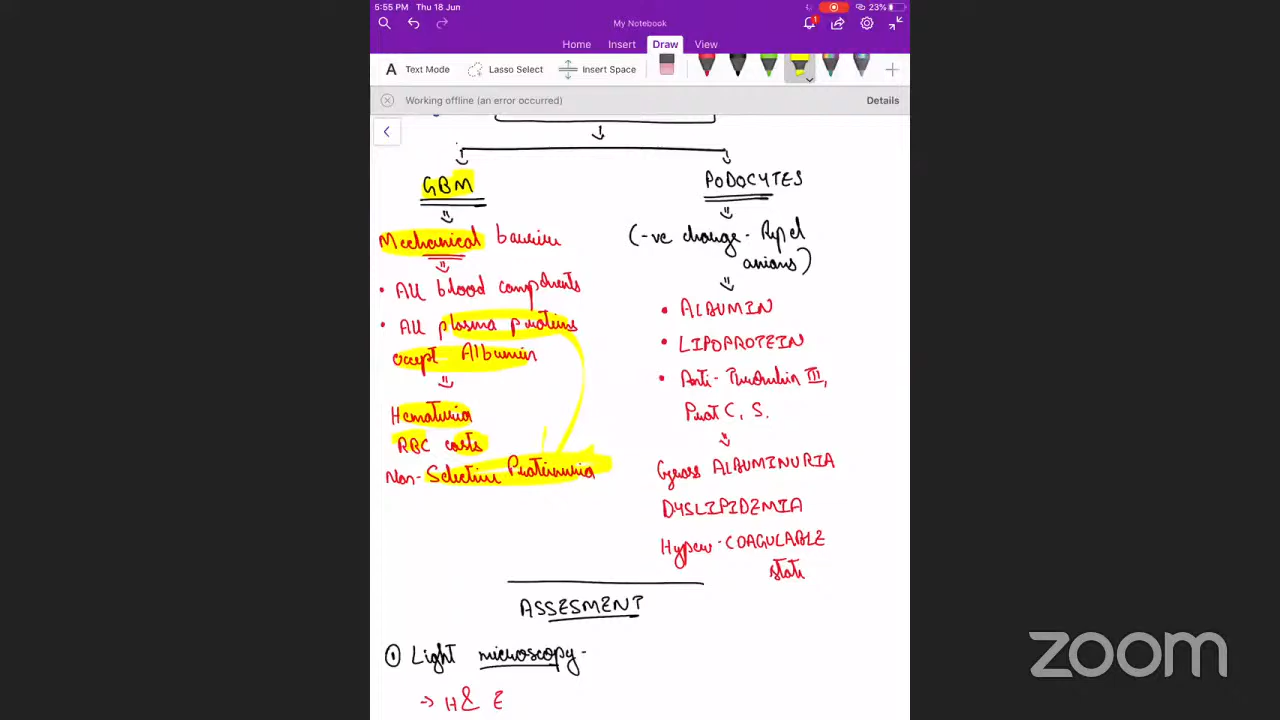 5:55 PM Thu 18 Jun
23%
My Notebook
1
Home Insert Draw View
A Text Mode Lasso Select Insert Space
Working offline (an error occurred) Details
GBM
Mechanical barrier
• All blood components
• All plasma proteins
except Albumin
Hematuria
RBC casts
Non-Selective Proteinuria
PODOCYTES
(-ve charge - Repel
anions)
• ALBUMIN
• LIPOPROTEIN
• Anti-Thrombin III,
Prot C, S.
Gross ALBUMINURIA
DYSLIPIDEMIA
Hyper-COAGULABLE
state
ASSESMENT
① Light microscopy-
→ H& E
zoom